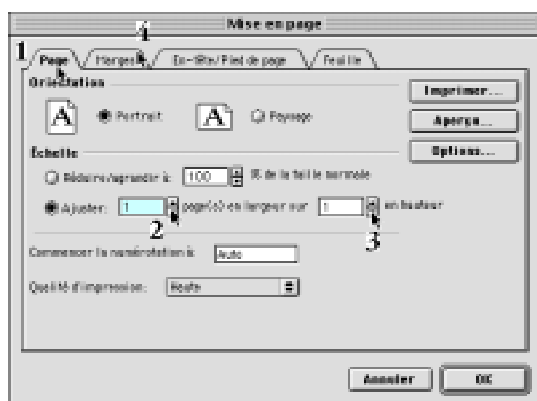 Mise en page
4
1 Page Marges En-tête/Pied de page Feuille
Orientation
A Portrait A Paysage
Imprimer...
Aperçu...
Options...
Échelle
Réduire/agrandir à: 100 % de la taille normale
Ajuster: 1 page(s) en largeur sur 1 en hauteur
2 3
Commencer la numérotation à: Auto
Qualité d'impression: Haute
Annuler OK